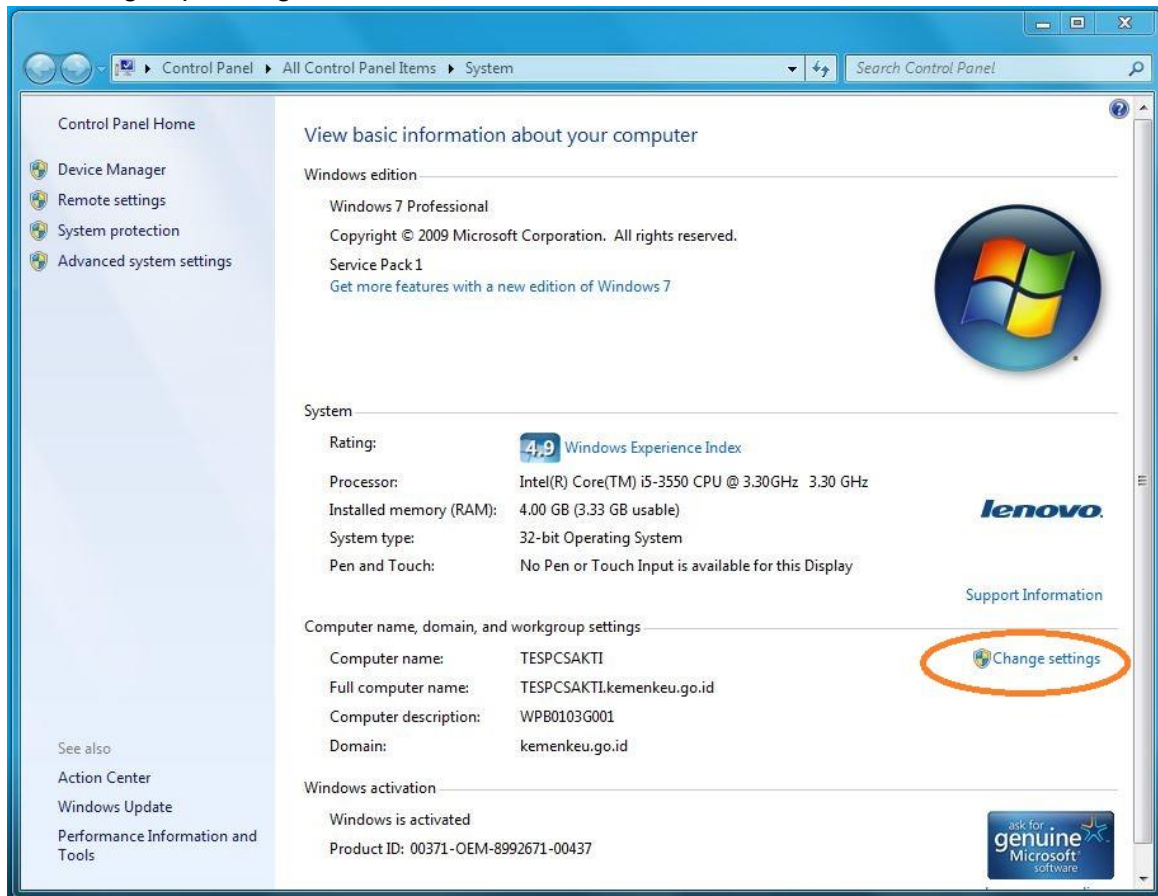 Control Panel ▸ All Control Panel Items ▸ System
Search Control Panel
Control Panel Home
Device Manager
Remote settings
System protection
Advanced system settings
See also
Action Center
Windows Update
Performance Information and
Tools
View basic information about your computer
Windows edition
Windows 7 Professional
Copyright © 2009 Microsoft Corporation. All rights reserved.
Service Pack 1
Get more features with a new edition of Windows 7
System
Rating: 4,9 Windows Experience Index
Processor: Intel(R) Core(TM) i5-3550 CPU @ 3.30GHz 3.30 GHz
Installed memory (RAM): 4.00 GB (3.33 GB usable)
System type: 32-bit Operating System
Pen and Touch: No Pen or Touch Input is available for this Display
lenovo.
Support Information
Computer name, domain, and workgroup settings
Computer name: TESPCSAKTI
Change settings
Full computer name: TESPCSAKTI.kemenkeu.go.id
Computer description: WPB0103G001
Domain: kemenkeu.go.id
Windows activation
Windows is activated
Product ID: 00371-OEM-8992671-00437
ask for
genuine
Microsoft
software